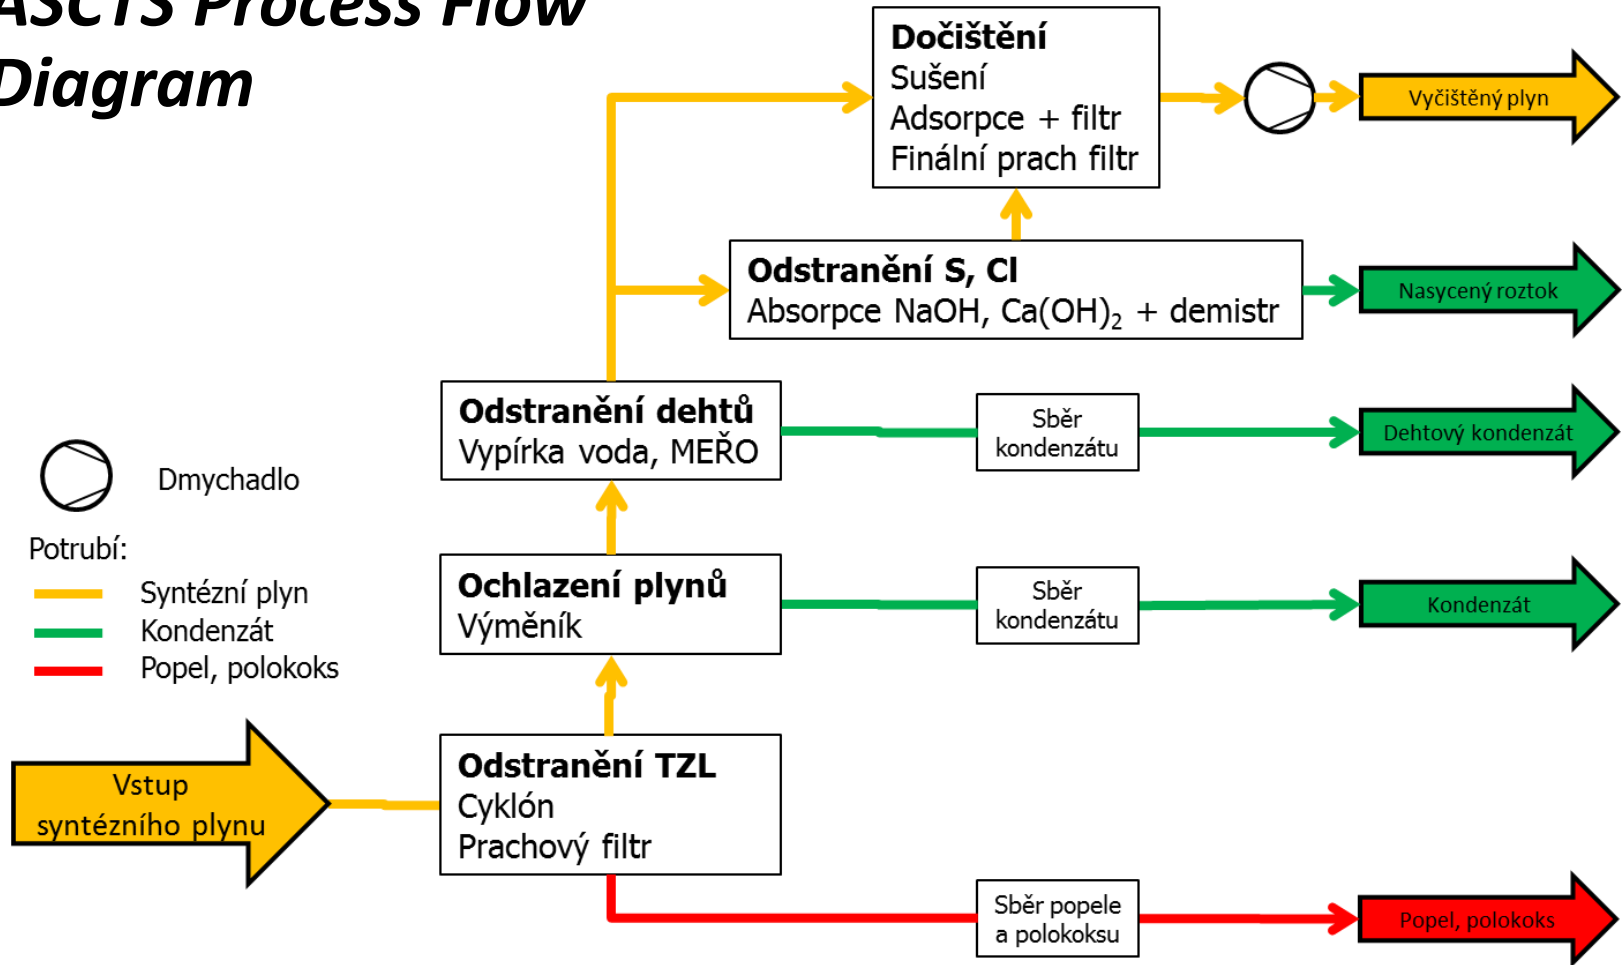 ASCTS Process Flow
Diagram
Dočištění
Sušení
Adsorpce + filtr
Finální prach filtr
Vyčištěný plyn
Odstranění S, Cl
Absorpce NaOH, Ca(OH)₂ + demistr
Nasycený roztok
Odstranění dehtů
Vypírka voda, MEŘO
Sběr
kondenzátu
Dehtový kondenzát
Dmychadlo
Potrubí:
Syntézní plyn
Kondenzát
Popel, polokoks
Ochlazení plynů
Výměník
Sběr
kondenzátu
Kondenzát
Vstup
syntézního plynu
Odstranění TZL
Cyklón
Prachový filtr
Sběr popele
a polokoksu
Popel, polokoks